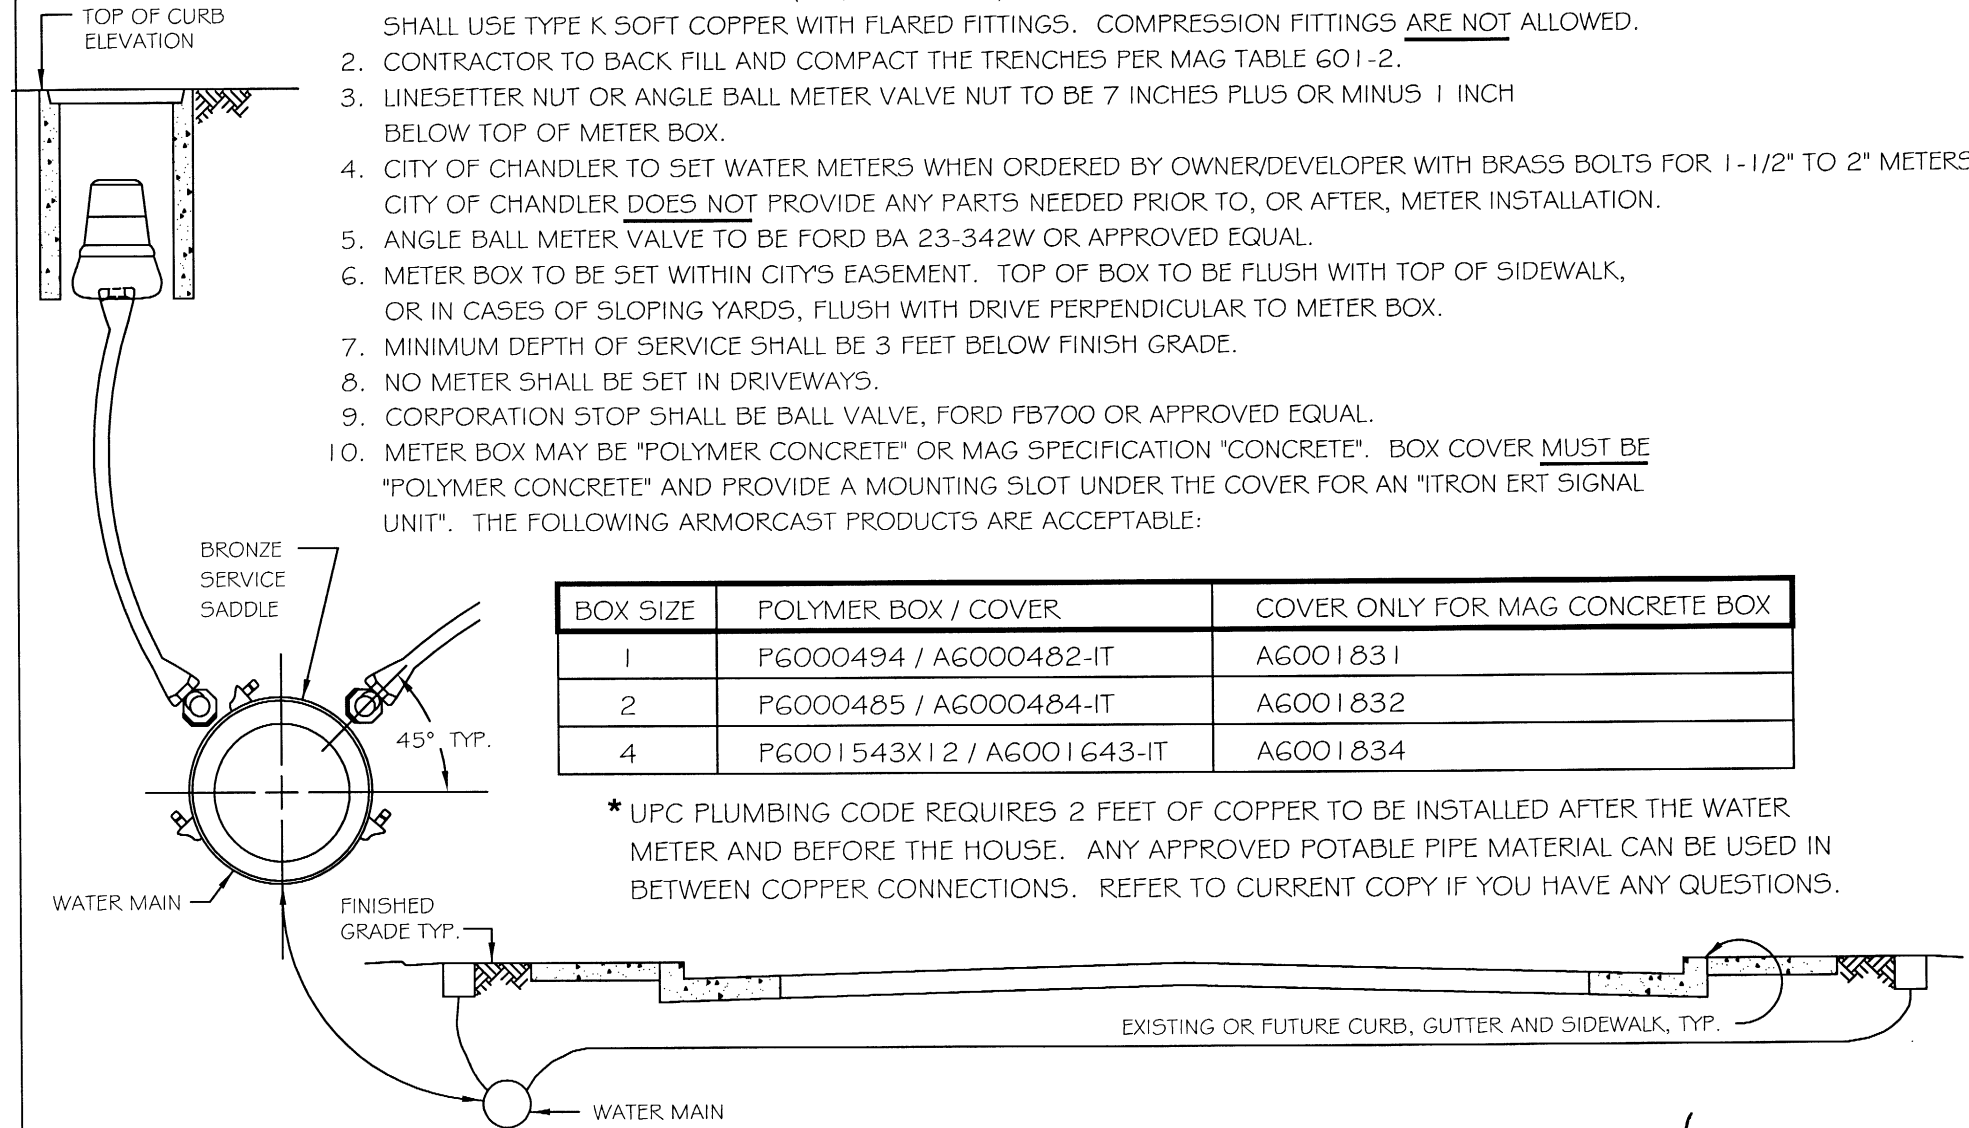 TOP OF CURB
ELEVATION
SHALL USE TYPE K SOFT COPPER WITH FLARED FITTINGS. COMPRESSION FITTINGS ARE NOT ALLOWED.
2. CONTRACTOR TO BACK FILL AND COMPACT THE TRENCHES PER MAG TABLE 601-2.
3. LINESETTER NUT OR ANGLE BALL METER VALVE NUT TO BE 7 INCHES PLUS OR MINUS 1 INCH
BELOW TOP OF METER BOX.
4. CITY OF CHANDLER TO SET WATER METERS WHEN ORDERED BY OWNER/DEVELOPER WITH BRASS BOLTS FOR 1-1/2" TO 2" METERS
CITY OF CHANDLER DOES NOT PROVIDE ANY PARTS NEEDED PRIOR TO, OR AFTER, METER INSTALLATION.
5. ANGLE BALL METER VALVE TO BE FORD BA 23-342W OR APPROVED EQUAL.
6. METER BOX TO BE SET WITHIN CITY'S EASEMENT. TOP OF BOX TO BE FLUSH WITH TOP OF SIDEWALK,
OR IN CASES OF SLOPING YARDS, FLUSH WITH DRIVE PERPENDICULAR TO METER BOX.
7. MINIMUM DEPTH OF SERVICE SHALL BE 3 FEET BELOW FINISH GRADE.
8. NO METER SHALL BE SET IN DRIVEWAYS.
9. CORPORATION STOP SHALL BE BALL VALVE, FORD FB700 OR APPROVED EQUAL.
10. METER BOX MAY BE "POLYMER CONCRETE" OR MAG SPECIFICATION "CONCRETE". BOX COVER MUST BE
"POLYMER CONCRETE" AND PROVIDE A MOUNTING SLOT UNDER THE COVER FOR AN "ITRON ERT SIGNAL
UNIT". THE FOLLOWING ARMORCAST PRODUCTS ARE ACCEPTABLE:
BRONZE
SERVICE
SADDLE
45° TYP.
WATER MAIN
BOX SIZE POLYMER BOX / COVER COVER ONLY FOR MAG CONCRETE BOX
1 P6000494 / A6000482-IT A6001831
2 P6000485 / A6000484-IT A6001832
4 P6001543X12 / A6001643-IT A6001834
* UPC PLUMBING CODE REQUIRES 2 FEET OF COPPER TO BE INSTALLED AFTER THE WATER
METER AND BEFORE THE HOUSE. ANY APPROVED POTABLE PIPE MATERIAL CAN BE USED IN
BETWEEN COPPER CONNECTIONS. REFER TO CURRENT COPY IF YOU HAVE ANY QUESTIONS.
FINISHED
GRADE TYP.
EXISTING OR FUTURE CURB, GUTTER AND SIDEWALK, TYP.
WATER MAIN